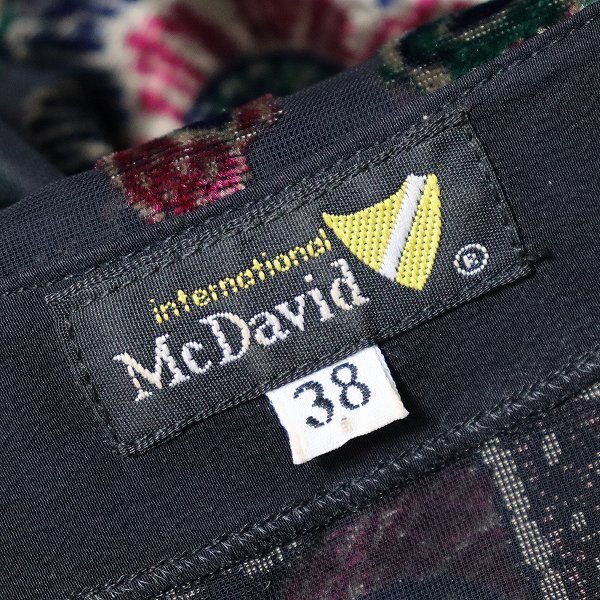 international
McDavid
®
38